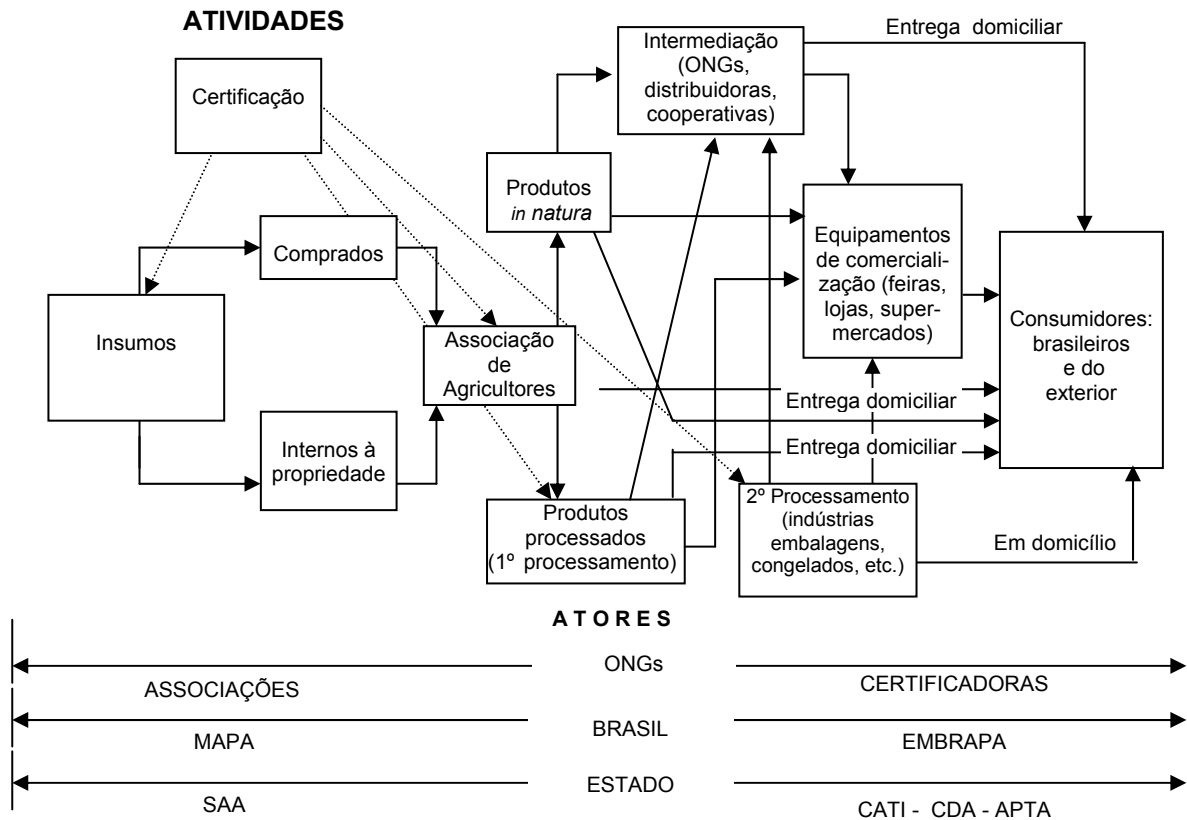 ATIVIDADES
Certificação
Insumos
Comprados
Internos à
propriedade
Associação
de
Agricultores
Produtos
in natura
Produtos
processados
(1º processamento)
Intermediação
(ONGs,
distribuidoras,
cooperativas)
Entrega domiciliar
Equipamentos
de comerciali-
zação (feiras,
lojas, super-
mercados)
Entrega domiciliar
Entrega domiciliar
2º Processamento
(indústrias
embalagens,
congelados, etc.)
Em domicílio
Consumidores:
brasileiros
e do
exterior
ATORES
ONGs
ASSOCIAÇÕES
CERTIFICADORAS
BRASIL
MAPA
EMBRAPA
ESTADO
SAA
CATI - CDA - APTA